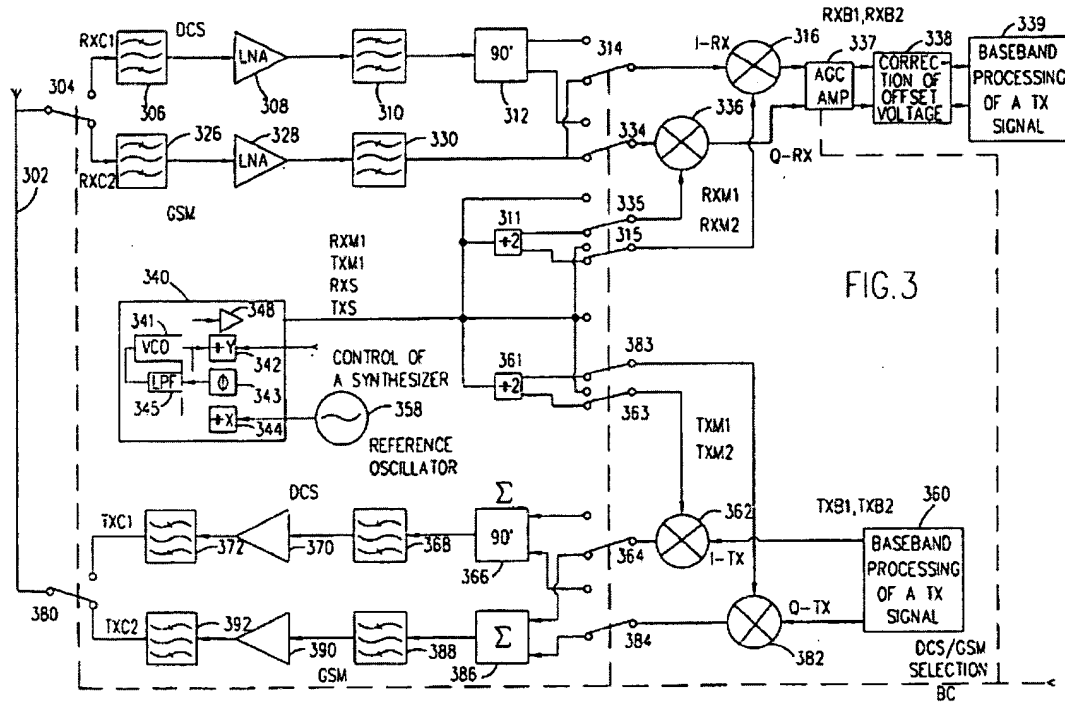 RXB1,RXB2
339
DCS
RXC1
304
LNA
90'
314
I-RX
316
337
338
BASEBAND
PROCESSING
OF A TX
SIGNAL
AGC
AMP
CORREC-
TION OF
OFFSET
VOLTAGE
306
308
310
312
336
326
328
330
334
LNA
Q-RX
302
RXC2
GSM
335
311
315
÷2
RXM1
RXM2
RXM1
TXM1
RXS
TXS
FIG.3
340
348
341
VCO
÷Y
342
CONTROL OF
A SYNTHESIZER
361
÷2
383
LPF
Φ
343
345
÷X
344
358
363
REFERENCE
OSCILLATOR
TXM1
TXM2
DCS
Σ
TXC1
90'
362
TXB1,TXB2
360
372
370
368
366
364
I-TX
BASEBAND
PROCESSING
OF A TX
SIGNAL
380
TXC2
392
Σ
Q-TX
390
388
386
384
382
GSM
DCS/GSM
SELECTION
BC